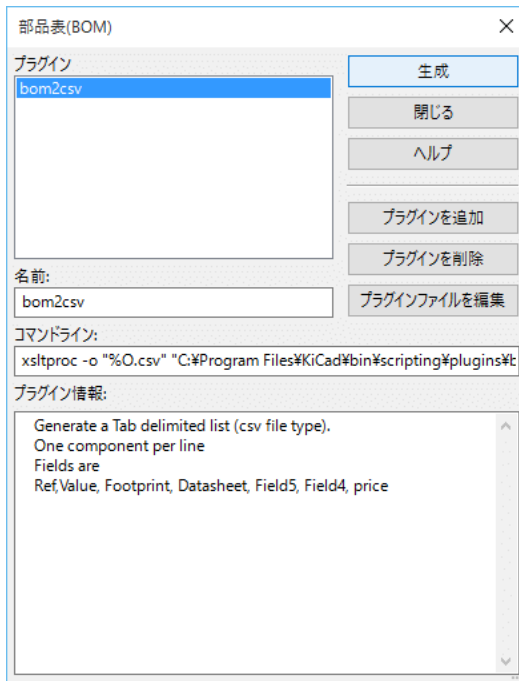 部品表(BOM)
プラグイン
bom2csv
生成
閉じる
ヘルプ
プラグインを追加
プラグインを削除
プラグインファイルを編集
名前:
bom2csv
コマンドライン:
xsltproc -o "%O.csv" "C:¥Program Files¥KiCad¥bin¥scripting¥plugins¥b
プラグイン情報:
Generate a Tab delimited list (csv file type).
One component per line
Fields are
Ref,Value, Footprint, Datasheet, Field5, Field4, price